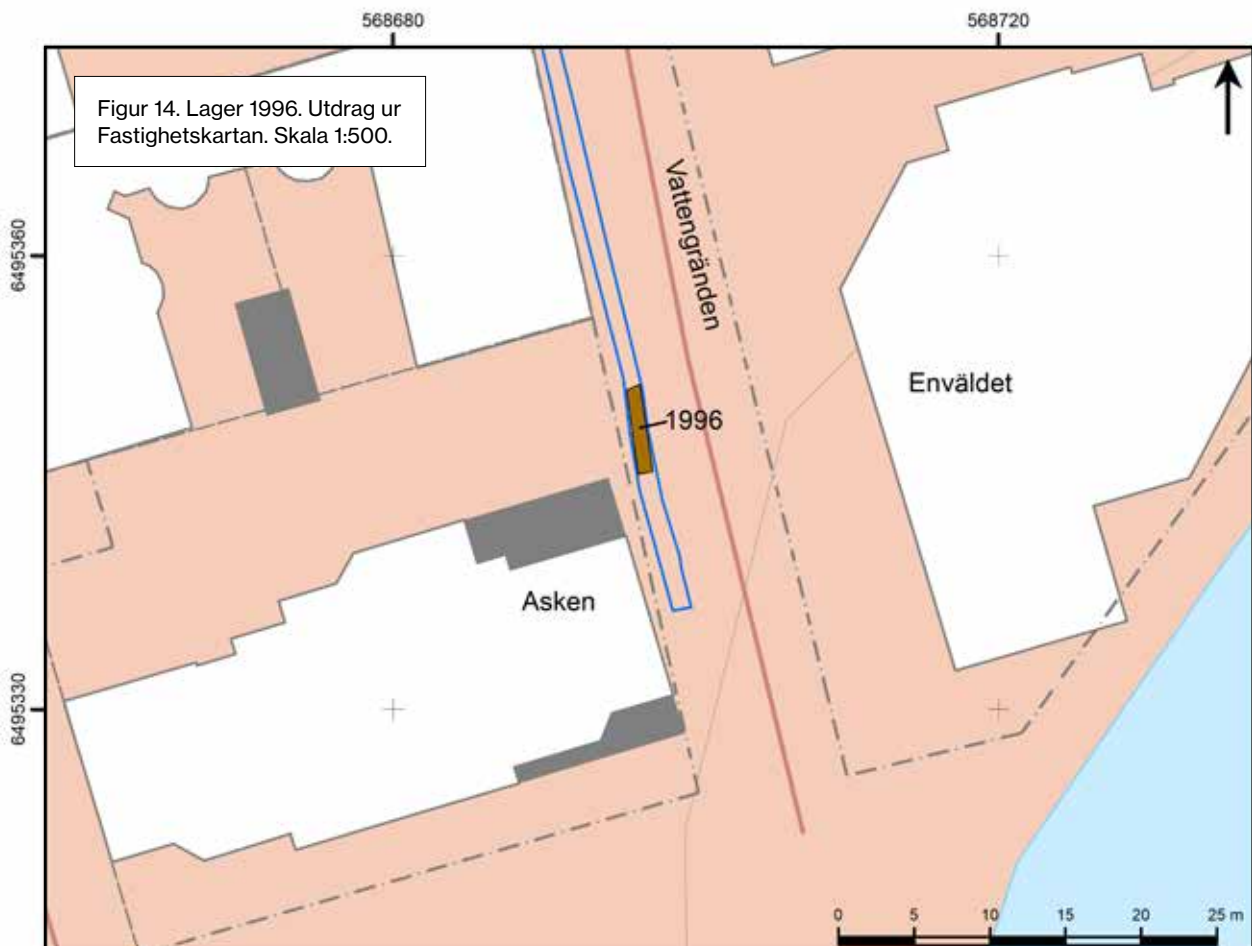 568680
568720
Figur 14. Lager 1996. Utdrag ur
Fastighetskartan. Skala 1:500.
6495360
Vattengränden
Enväldet
1996
Asken
6495330
0 5 10 15 20 25 m